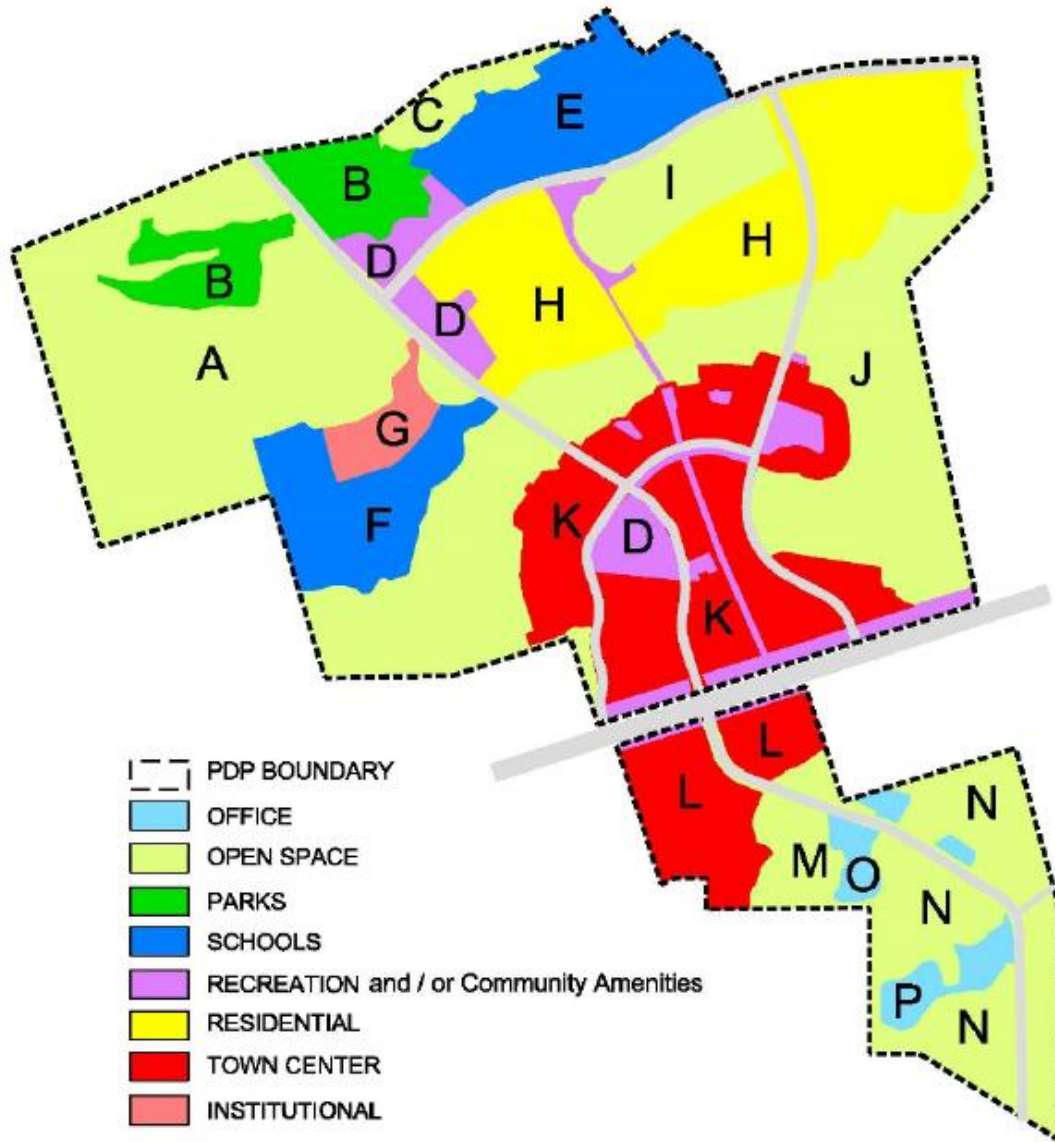 E
C
B
I
H
D
B
H
D
A
J
G
K
F
D
K
L
L
PDP BOUNDARY
OFFICE
N
OPEN SPACE
M
O
PARKS
N
SCHOOLS
RECREATION and / or Community Amenities
P
RESIDENTIAL
N
TOWN CENTER
INSTITUTIONAL